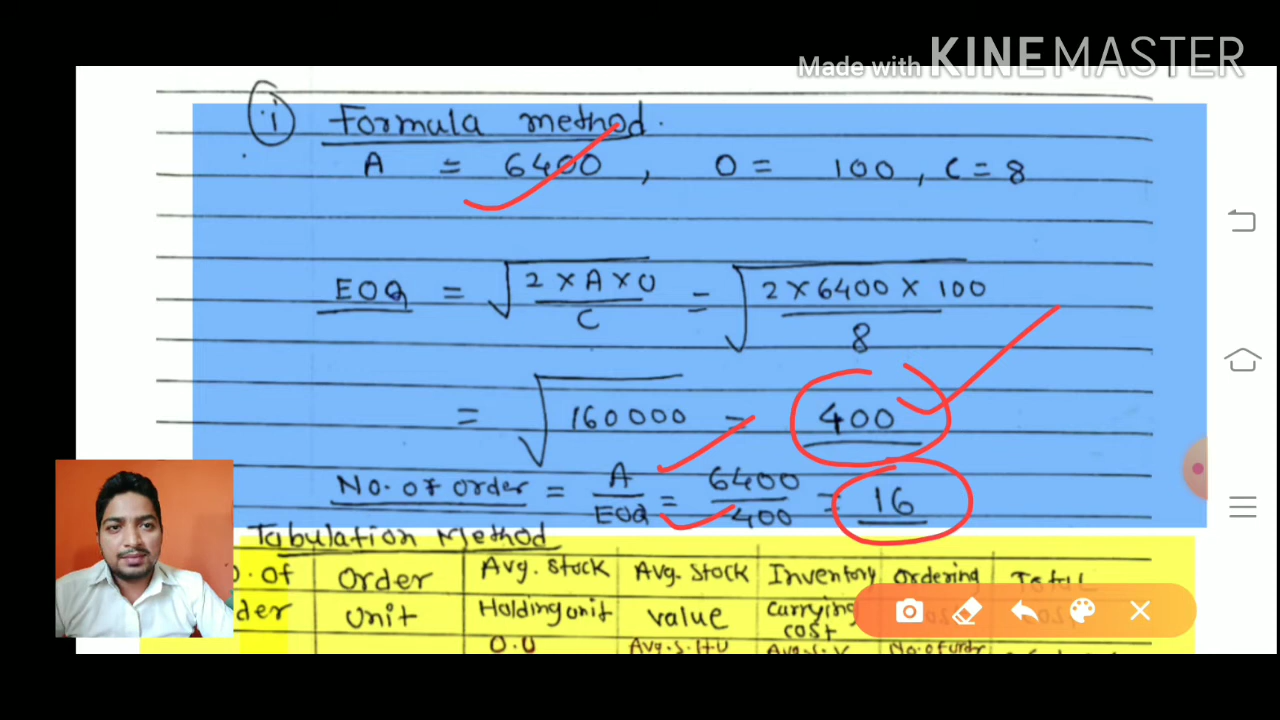 Made with KINEMASTER
(i) Formula method.
A = 6400, O = 100, C = 8
EOQ = √(2 × A × O / C) = √(2 × 6400 × 100 / 8)
= √160000 = 400
No. of order = A / EOQ = 6400 / 400 = 16
Tabulation Method
o. of Order Avg. Stock Avg. Stock Inventory Ordering
der Unit Holding unit value Carrying
cost
O.U